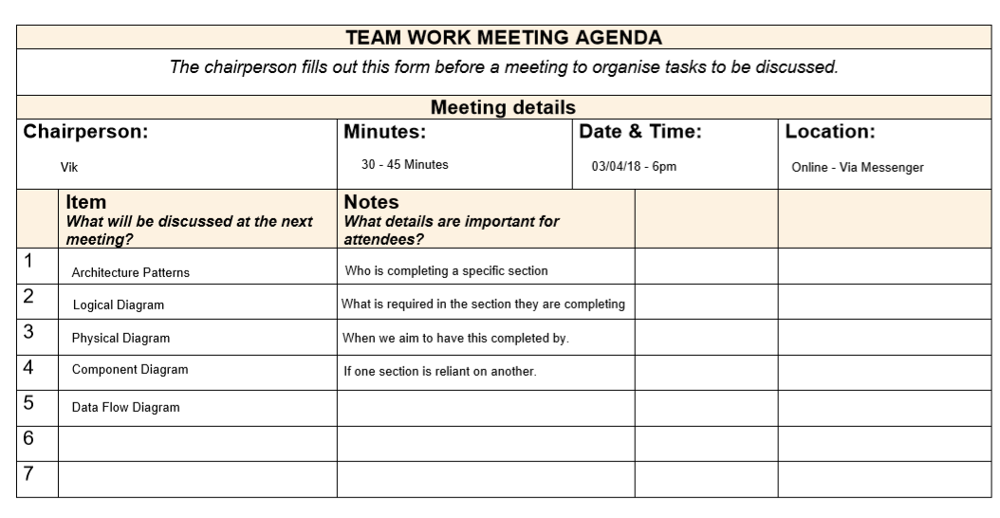 TEAM WORK MEETING AGENDA
The chairperson fills out this form before a meeting to organise tasks to be discussed.
Meeting details
Chairperson: Minutes: Date & Time: Location:
Vik 30 - 45 Minutes 03/04/18 - 6pm Online - Via Messenger
Item Notes
What will be discussed at the next What details are important for
meeting? attendees?
1 Architecture Patterns Who is completing a specific section
2 Logical Diagram What is required in the section they are completing
3 Physical Diagram When we aim to have this completed by.
4 Component Diagram If one section is reliant on another.
5 Data Flow Diagram
6
7